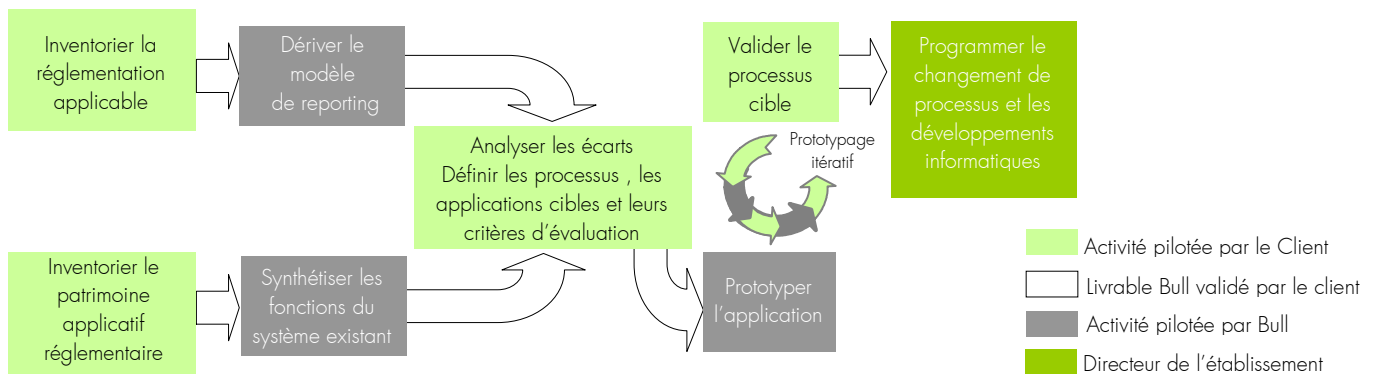 Inventorier la
réglementation
applicable
Dériver le
modèle
de reporting
Analyser les écarts
Définir les processus , les
applications cibles et leurs
critères d’évaluation
Inventorier le
patrimoine
applicatif
réglementaire
Synthétiser les
fonctions du
système existant
Valider le
processus
cible
Prototypage
itératif
Prototyper
l’application
Programmer le
changement de
processus et les
développements
informatiques
Activité pilotée par le Client
Livrable Bull validé par le client
Activité pilotée par Bull
Directeur de l’établissement